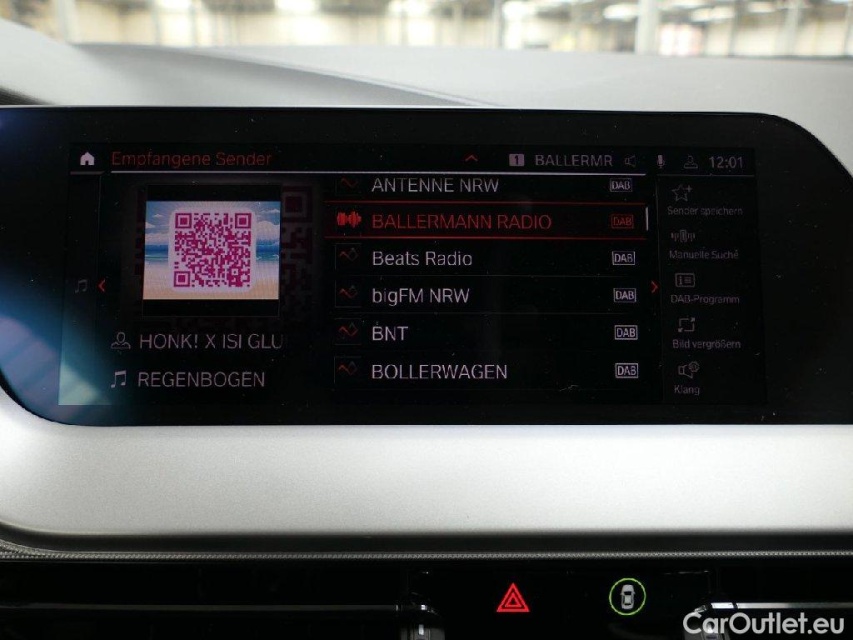 Empfangene Sender
1 BALLERMR
12:01
ANTENNE NRW DAB
BALLERMANN RADIO DAB
Beats Radio DAB
bigFM NRW DAB
BNT DAB
BOLLERWAGEN DAB
HONK! X ISI GLU
REGENBOGEN
Sender speichern
Manuelle Suche
DAB-Programm
Bild vergrößern
Klang
CarOutlet.eu